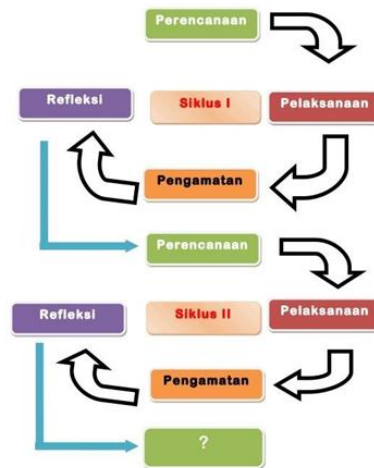 Perencanaan
Refleksi
Siklus I
Pelaksanaan
Pengamatan
Perencanaan
Refleksi
Siklus II
Pelaksanaan
Pengamatan
?